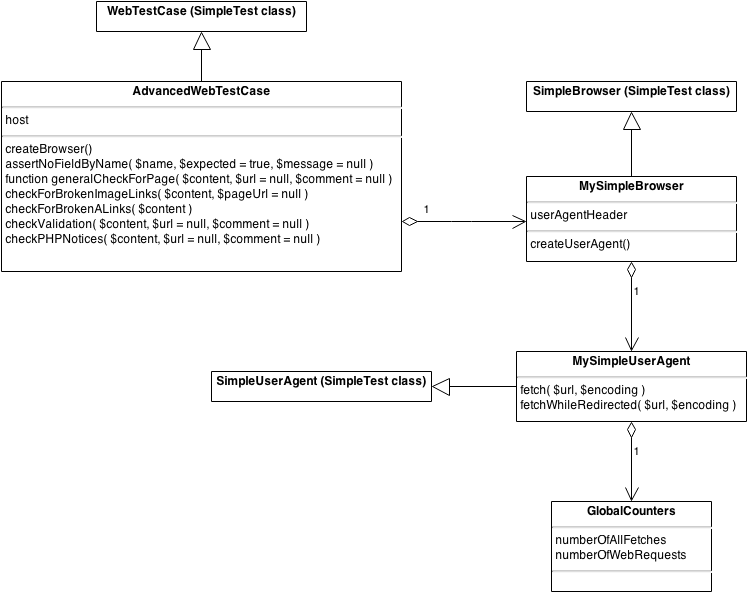 WebTestCase (SimpleTest class)
AdvancedWebTestCase
host
createBrowser()
assertNoFieldByName( $name, $expected = true, $message = null )
function generalCheckForPage( $content, $url = null, $comment = null )
checkForBrokenImageLinks( $content, $pageUrl = null )
checkForBrokenALinks( $content )
checkValidation( $content, $url = null, $comment = null )
checkPHPNotices( $content, $url = null, $comment = null )
1
SimpleBrowser (SimpleTest class)
MySimpleBrowser
userAgentHeader
createUserAgent()
1
SimpleUserAgent (SimpleTest class)
MySimpleUserAgent
fetch( $url, $encoding )
fetchWhileRedirected( $url, $encoding )
1
GlobalCounters
numberOfAllFetches
numberOfWebRequests